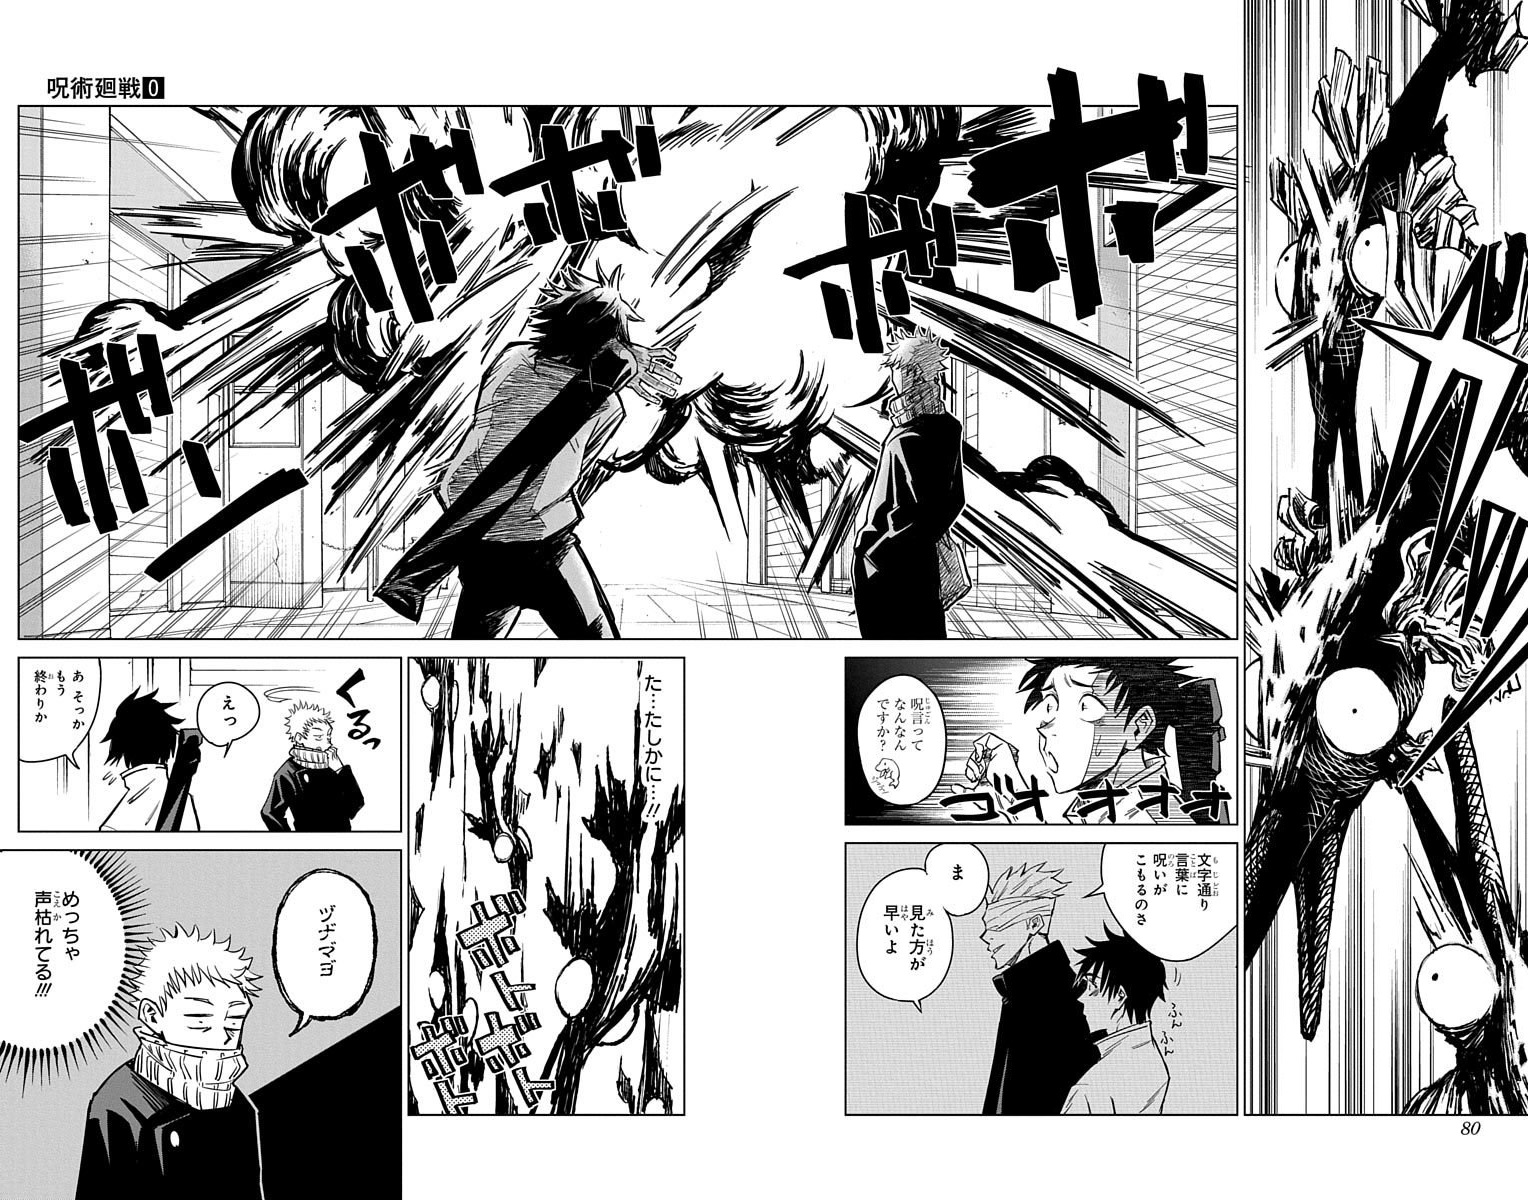 呪術廻戦0
ボボボボボン
呪言って
なんなん
ですか？
ゴオオオオ
文字通り
言葉に
呪いが
こもるのさ
ま
見た方が
早いよ
ふん
ふん
80
た…たしかに…!!
ボトボトボト
くるっ
えっ
あ そっか
もう
終わりか
ヅナマヨ
めっちゃ
声枯れてる!!!